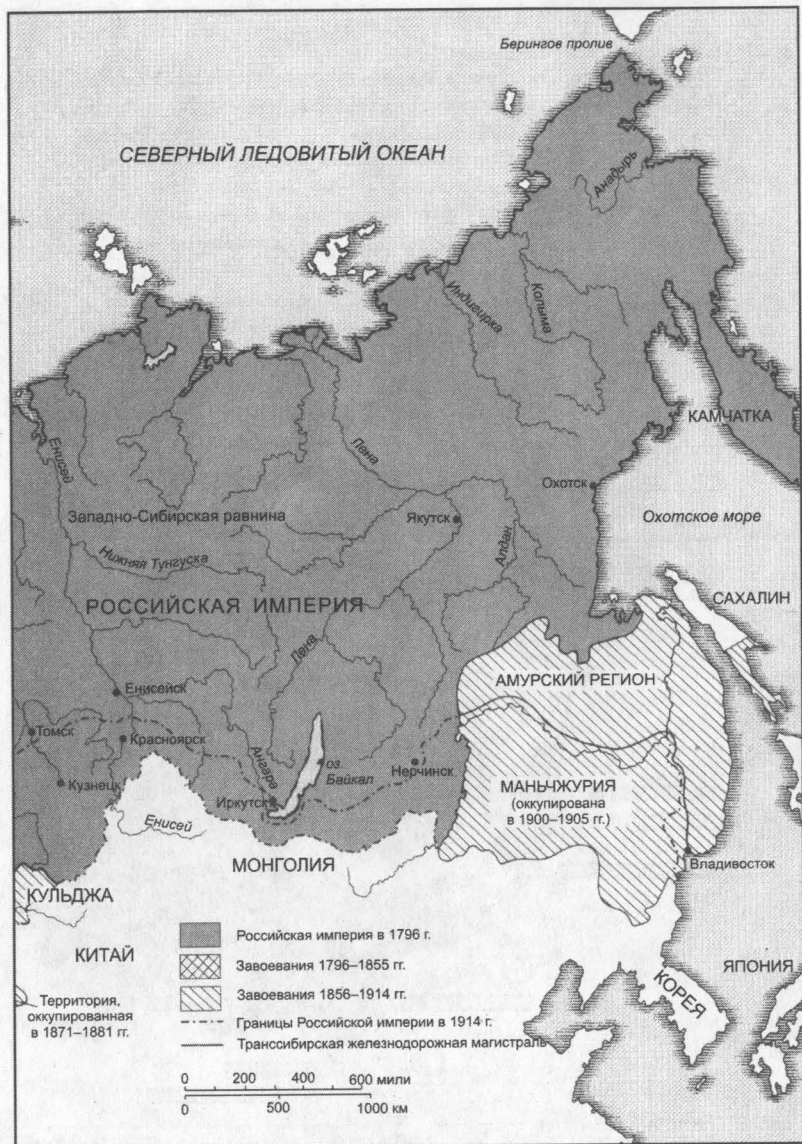 Берингов пролив
СЕВЕРНЫЙ ЛЕДОВИТЫЙ ОКЕАН
Анадырь
Индигирка
Колыма
КАМЧАТКА
Енисей
Лена
Охотск
Западно-Сибирская равнина
Якутск
Алдан
Охотское море
Нижняя Тунгуска
РОССИЙСКАЯ ИМПЕРИЯ
САХАЛИН
Лена
Енисейск
АМУРСКИЙ РЕГИОН
Томск
Красноярск
Ангара
оз.
Байкал
Нерчинск
Кузнецк
Иркутск
МАНЬЧЖУРИЯ
(оккупирована
в 1900–1905 гг.)
Енисей
МОНГОЛИЯ
Владивосток
КУЛЬДЖА
КИТАЙ
Российская империя в 1796 г.
Завоевания 1796–1855 гг.
Завоевания 1856–1914 гг.
Границы Российской империи в 1914 г.
Транссибирская железнодорожная магистраль
Территория,
оккупированная
в 1871–1881 гг.
ЯПОНИЯ
КОРЕЯ
0 200 400 600 мили
0 500 1000 км